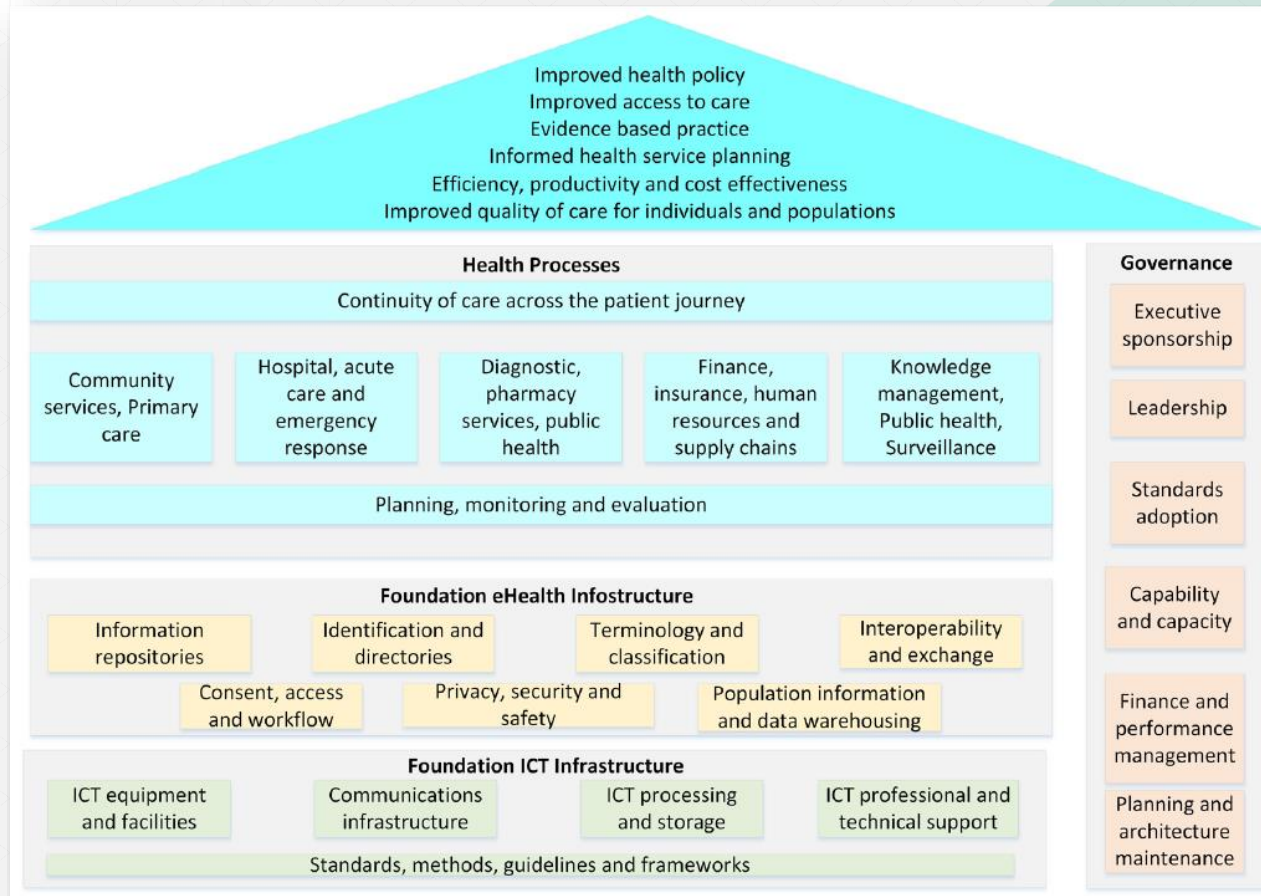 Improved health policy
Improved access to care
Evidence based practice
Informed health service planning
Efficiency, productivity and cost effectiveness
Improved quality of care for individuals and populations
Health Processes
Continuity of care across the patient journey
Community
services, Primary
care
Hospital, acute
care and
emergency
response
Diagnostic,
pharmacy
services, public
health
Finance,
insurance, human
resources and
supply chains
Knowledge
management,
Public health,
Surveillance
Planning, monitoring and evaluation
Foundation eHealth Infostructure
Information
repositories
Identification and
directories
Terminology and
classification
Interoperability
and exchange
Consent, access
and workflow
Privacy, security and
safety
Population information
and data warehousing
Foundation ICT Infrastructure
ICT equipment
and facilities
Communications
infrastructure
ICT processing
and storage
ICT professional and
technical support
Standards, methods, guidelines and frameworks
Governance
Executive
sponsorship
Leadership
Standards
adoption
Capability
and capacity
Finance and
performance
management
Planning and
architecture
maintenance